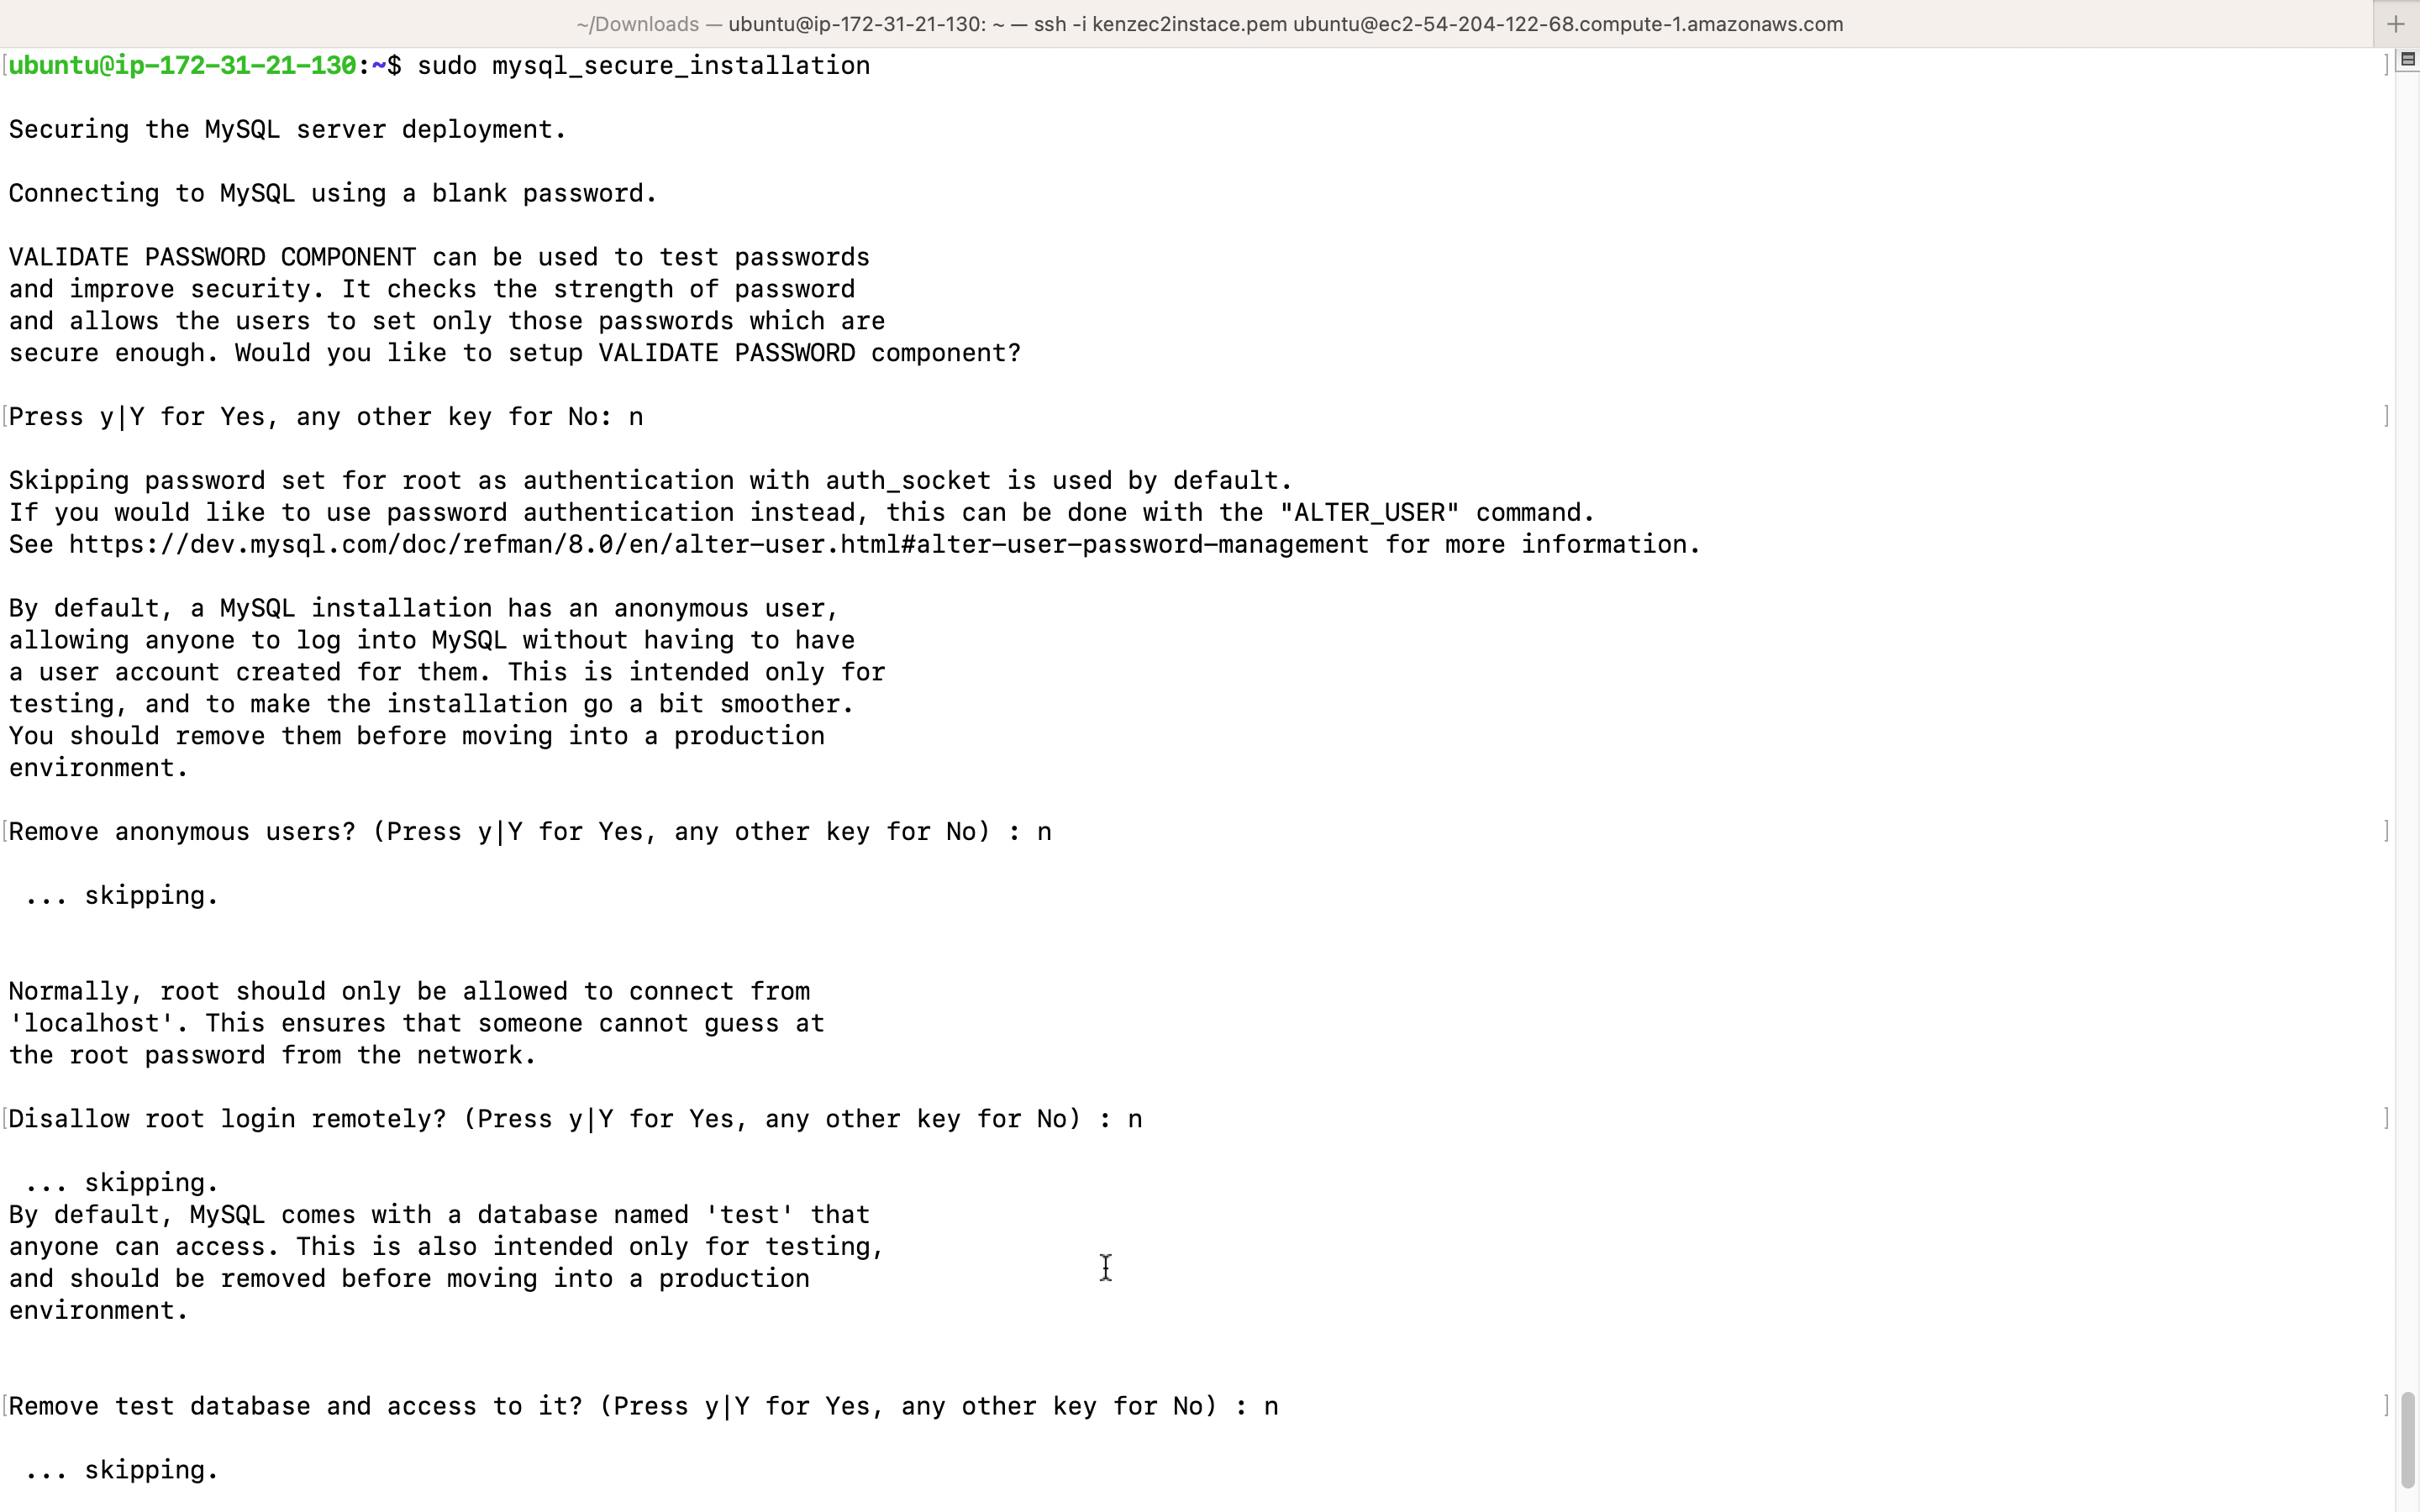 ~/Downloads — ubuntu@ip-172-31-21-130: ~ — ssh -i kenzec2instace.pem ubuntu@ec2-54-204-122-68.compute-1.amazonaws.com
[ubuntu@ip-172-31-21-130:~$ sudo mysql_secure_installation ]
Securing the MySQL server deployment.
Connecting to MySQL using a blank password.
VALIDATE PASSWORD COMPONENT can be used to test passwords
and improve security. It checks the strength of password
and allows the users to set only those passwords which are
secure enough. Would you like to setup VALIDATE PASSWORD component?
[Press y|Y for Yes, any other key for No: n ]
Skipping password set for root as authentication with auth_socket is used by default.
If you would like to use password authentication instead, this can be done with the "ALTER_USER" command.
See https://dev.mysql.com/doc/refman/8.0/en/alter-user.html#alter-user-password-management for more information.
By default, a MySQL installation has an anonymous user,
allowing anyone to log into MySQL without having to have
a user account created for them. This is intended only for
testing, and to make the installation go a bit smoother.
You should remove them before moving into a production
environment.
[Remove anonymous users? (Press y|Y for Yes, any other key for No) : n ]
... skipping.
Normally, root should only be allowed to connect from
'localhost'. This ensures that someone cannot guess at
the root password from the network.
[Disallow root login remotely? (Press y|Y for Yes, any other key for No) : n ]
... skipping.
By default, MySQL comes with a database named 'test' that
anyone can access. This is also intended only for testing,
and should be removed before moving into a production
environment.
[Remove test database and access to it? (Press y|Y for Yes, any other key for No) : n ]
... skipping.